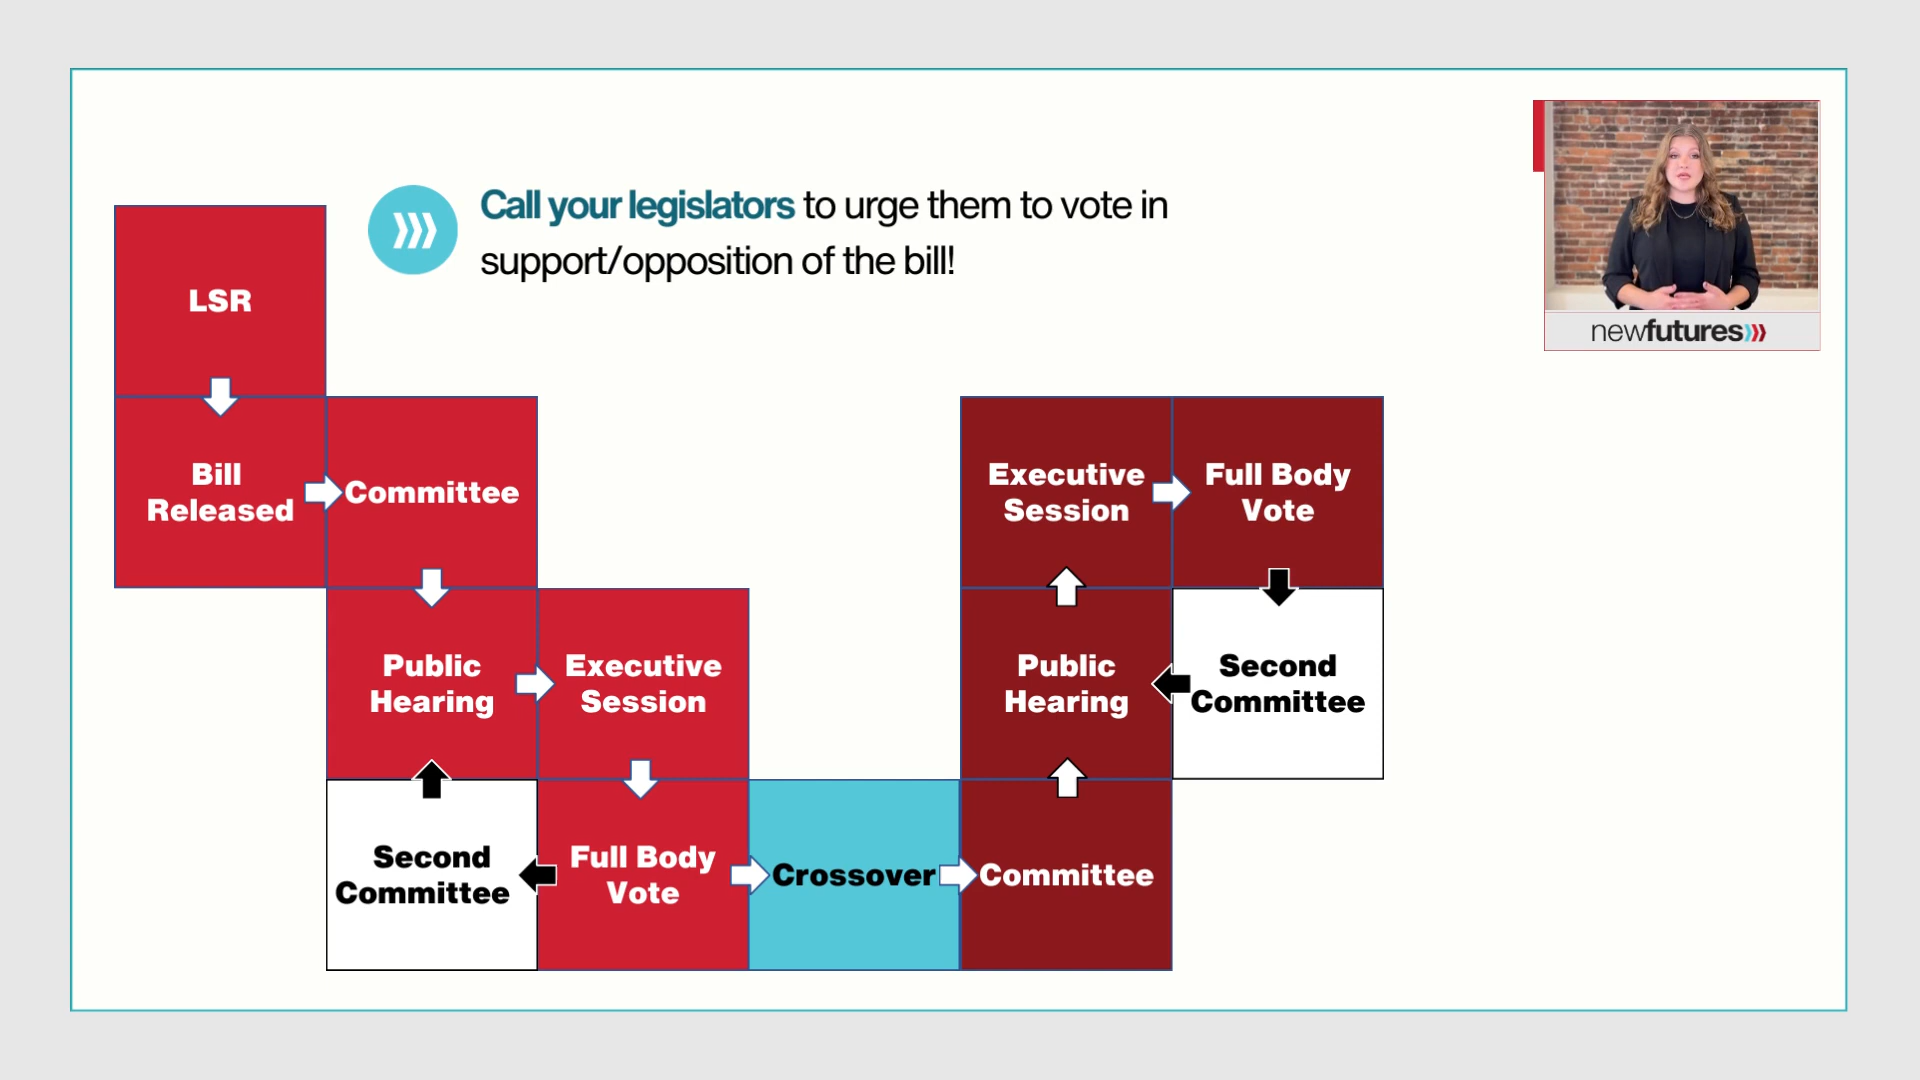 Call your legislators to urge them to vote in
support/opposition of the bill!
newfutures
LSR
Bill
Released
Committee
Public
Hearing
Executive
Session
Second
Committee
Full Body
Vote
Crossover
Committee
Public
Hearing
Executive
Session
Full Body
Vote
Second
Committee